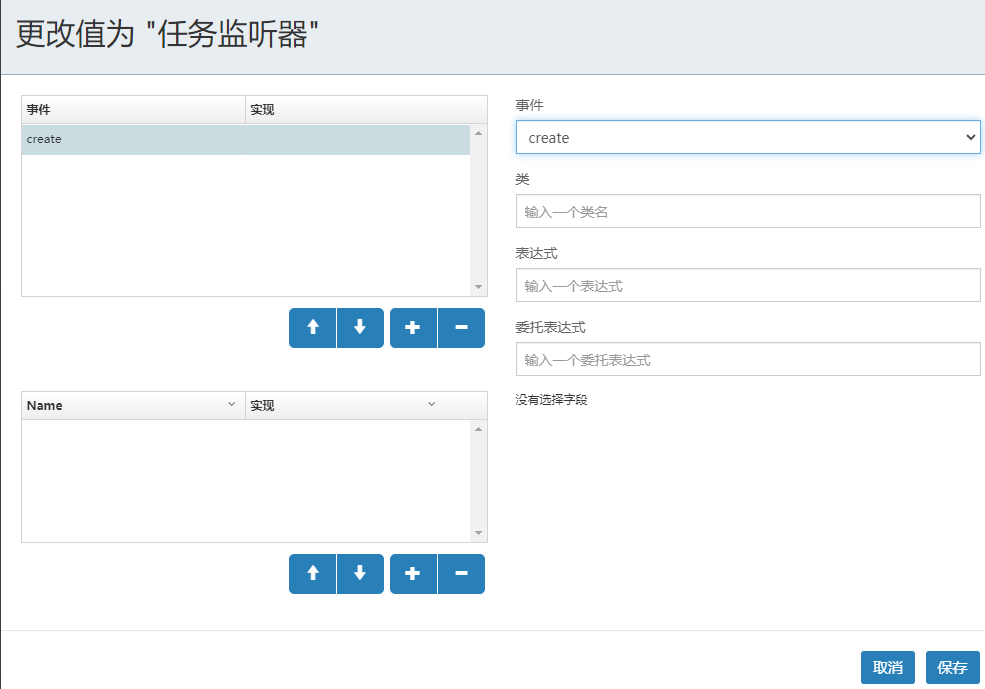 更改值为 "任务监听器"
事件 实现
create
Name 实现
事件
create
类
输入一个类名
表达式
输入一个表达式
委托表达式
输入一个委托表达式
没有选择字段
取消 保存